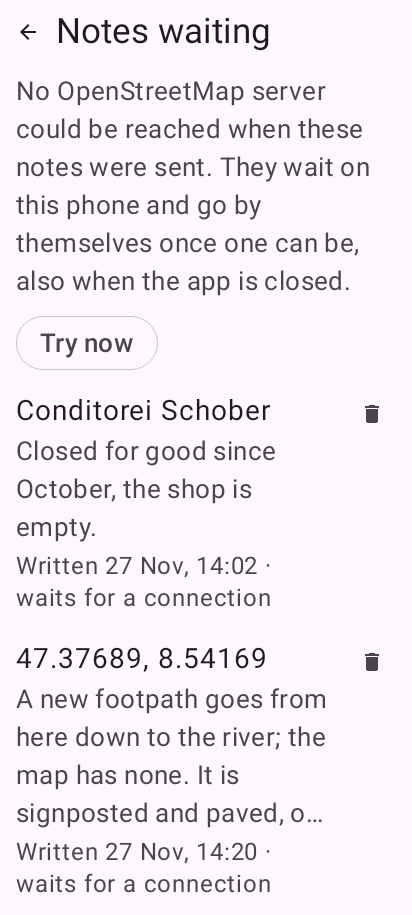 Notes waiting
No OpenStreetMap server
could be reached when these
notes were sent. They wait on
this phone and go by
themselves once one can be,
also when the app is closed.
Try now
Conditorei Schober
Closed for good since
October, the shop is
empty.
Written 27 Nov, 14:02 ·
waits for a connection
47.37689, 8.54169
A new footpath goes from
here down to the river; the
map has none. It is
signposted and paved, o…
Written 27 Nov, 14:20 ·
waits for a connection